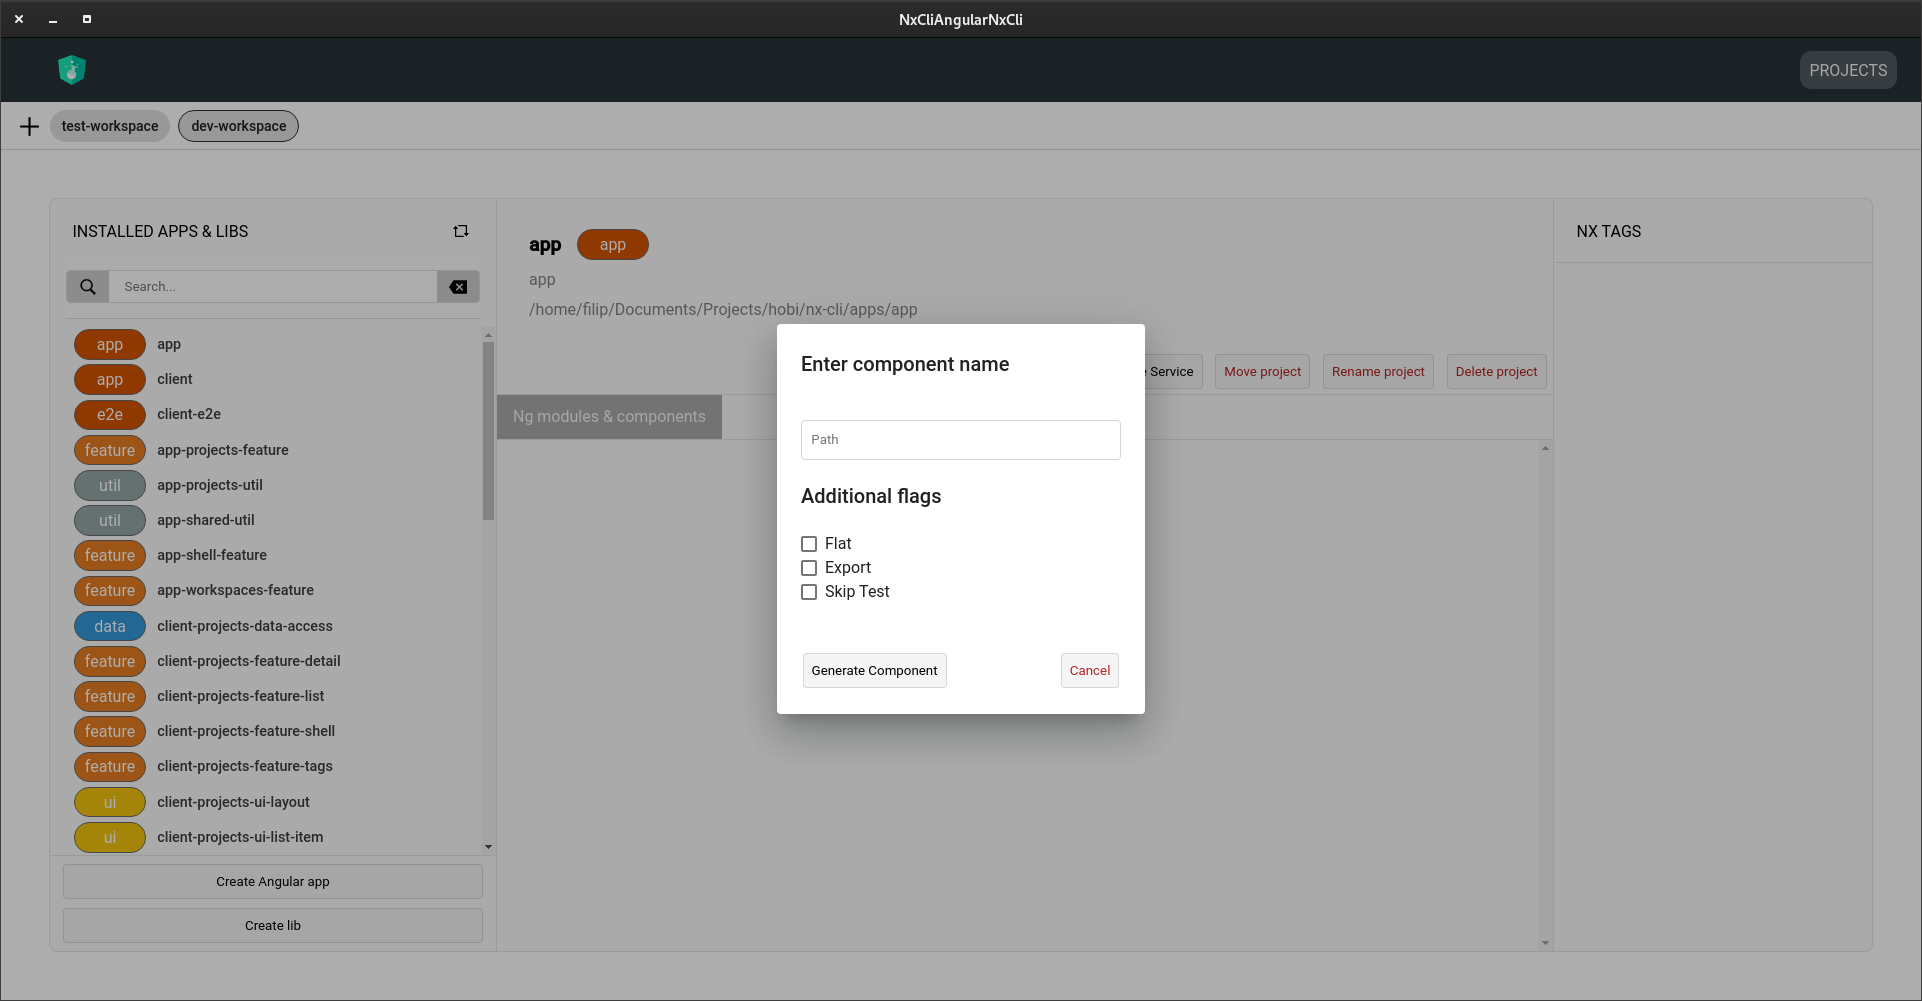 NxCliAngularNxCli
PROJECTS
test-workspace
dev-workspace
INSTALLED APPS & LIBS
Search...
app app
app client
e2e client-e2e
feature app-projects-feature
util app-projects-util
util app-shared-util
feature app-shell-feature
feature app-workspaces-feature
data client-projects-data-access
feature client-projects-feature-detail
feature client-projects-feature-list
feature client-projects-feature-shell
feature client-projects-feature-tags
ui client-projects-ui-layout
ui client-projects-ui-list-item
Create Angular app
Create lib
app app
app
/home/filip/Documents/Projects/hobi/nx-cli/apps/app
Service
Move project
Rename project
Delete project
Ng modules & components
NX TAGS
Enter component name
Path
Additional flags
Flat
Export
Skip Test
Generate Component
Cancel